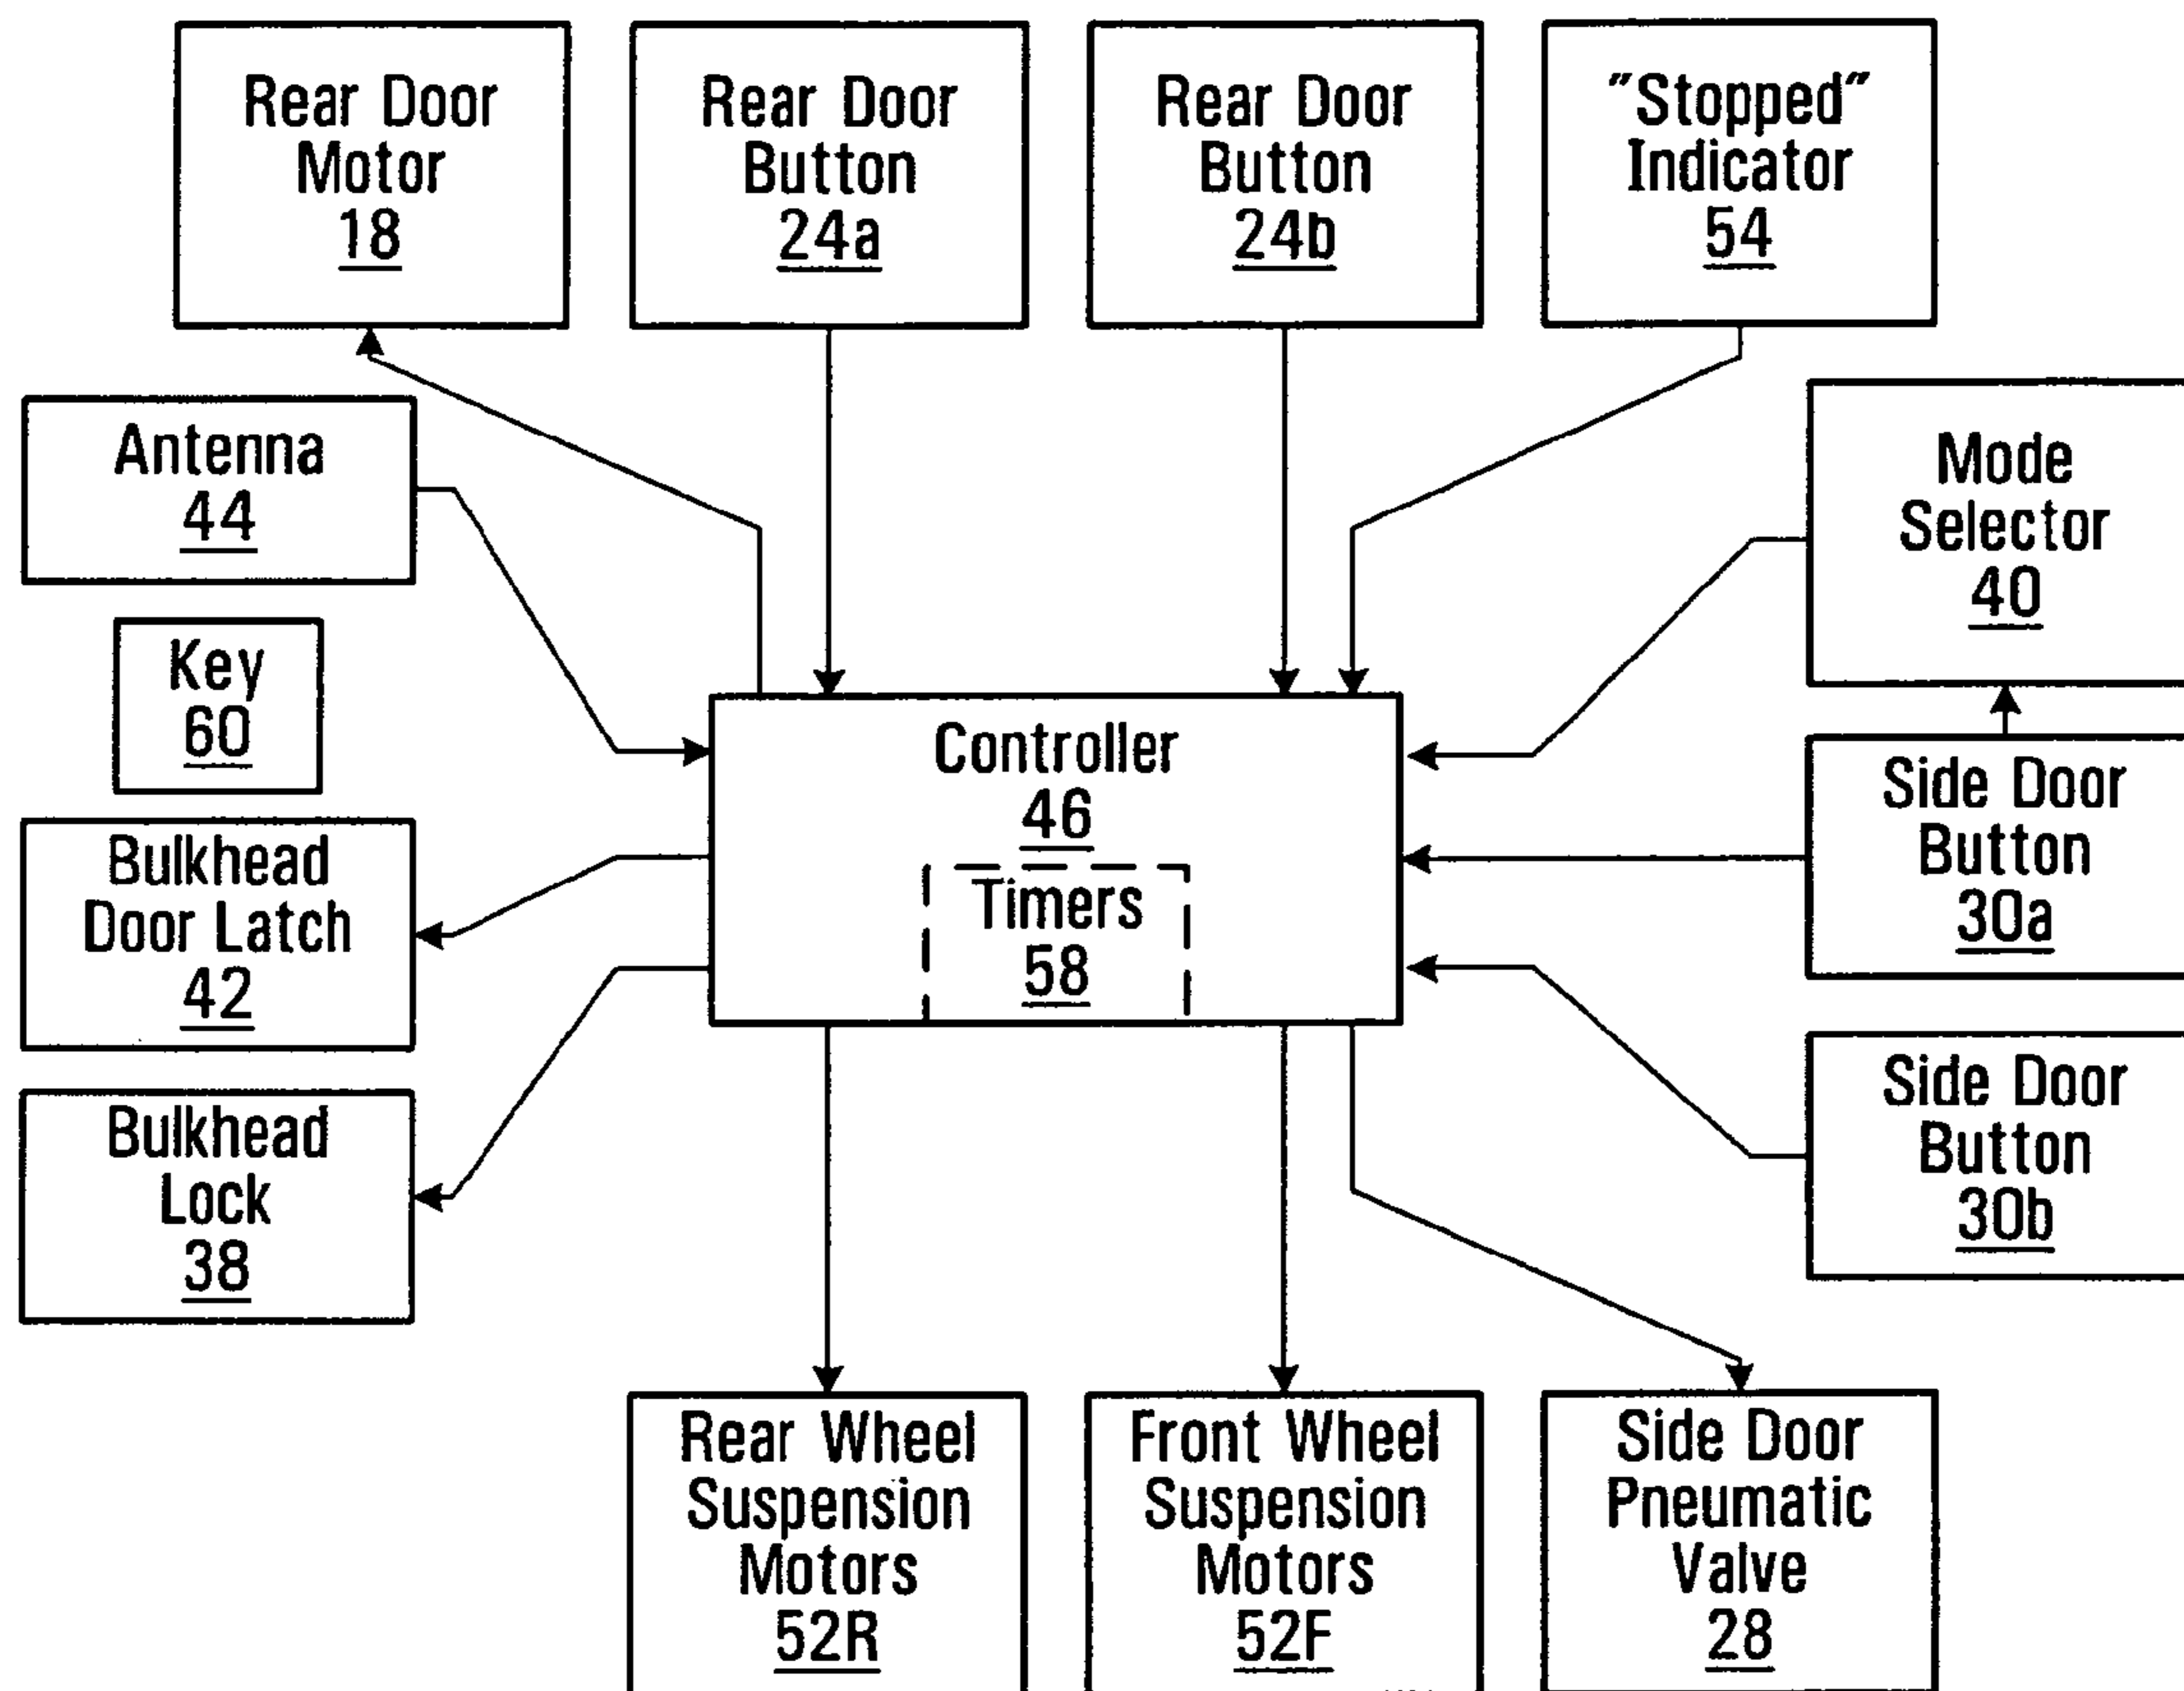 Rear Door
Motor
18
Rear Door
Button
24a
Rear Door
Button
24b
"Stopped"
Indicator
54
Antenna
44
Mode
Selector
40
Key
60
Controller
46
Timers
58
Side Door
Button
30a
Bulkhead
Door Latch
42
Side Door
Button
30b
Bulkhead
Lock
38
Rear Wheel
Suspension
Motors
52R
Front Wheel
Suspension
Motors
52F
Side Door
Pneumatic
Valve
28